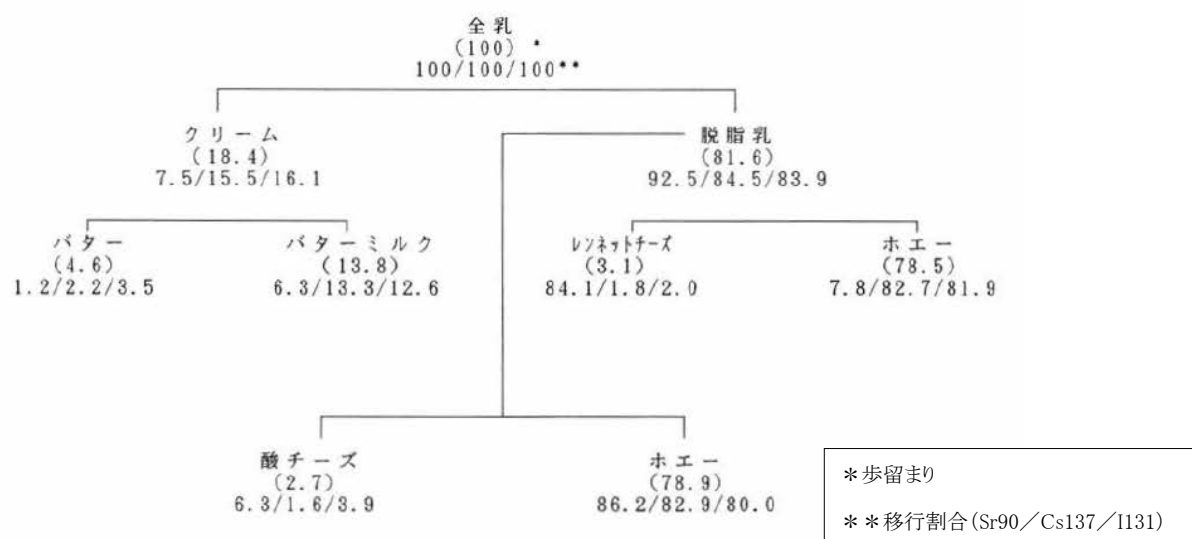 全乳
(100) *
100/100/100**
クリーム
(18.4)
7.5/15.5/16.1
脱脂乳
(81.6)
92.5/84.5/83.9
バター
(4.6)
1.2/2.2/3.5
バターミルク
(13.8)
6.3/13.3/12.6
レンネットチーズ
(3.1)
84.1/1.8/2.0
ホエー
(78.5)
7.8/82.7/81.9
酸チーズ
(2.7)
6.3/1.6/3.9
ホエー
(78.9)
86.2/82.9/80.0
＊歩留まり
＊＊移行割合(Sr90／Cs137／I131)